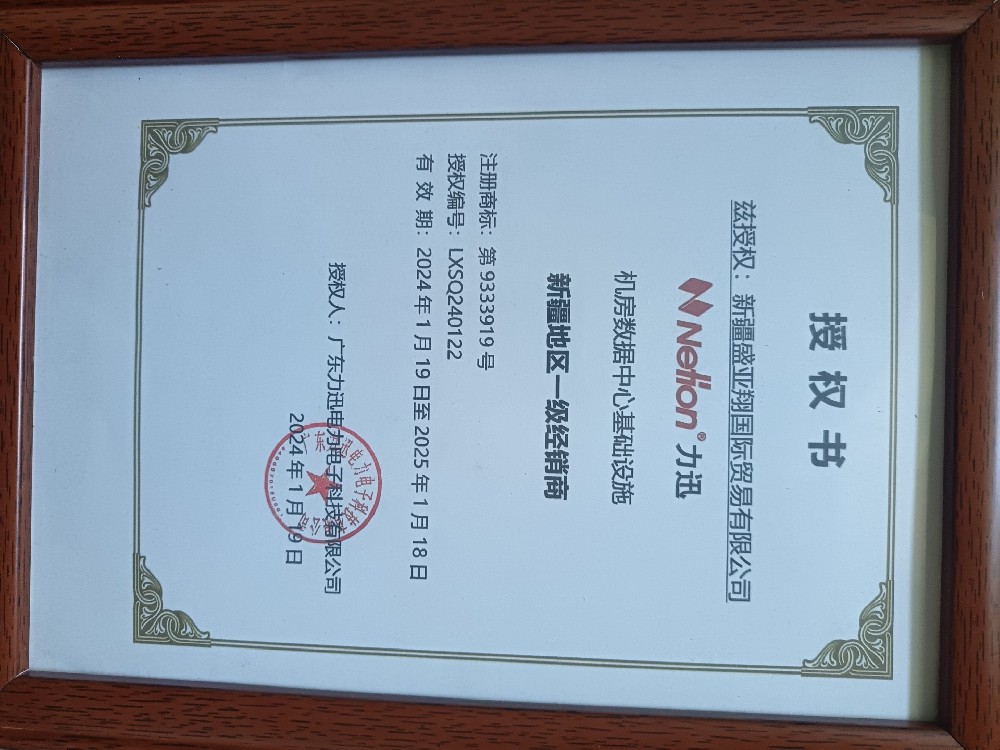 授权书
兹授权：新疆盛亚翔国际贸易有限公司
Netion® 力迅
机房数据中心基础设施
新疆地区一级经销商
注册商标：第 9333919 号
授权编号：LXSQ240122
有 效 期：2024 年 1 月 19 日至 2025 年 1 月 18 日
授权人：广东力迅电力电子科技有限公司
2024 年 1 月 19 日